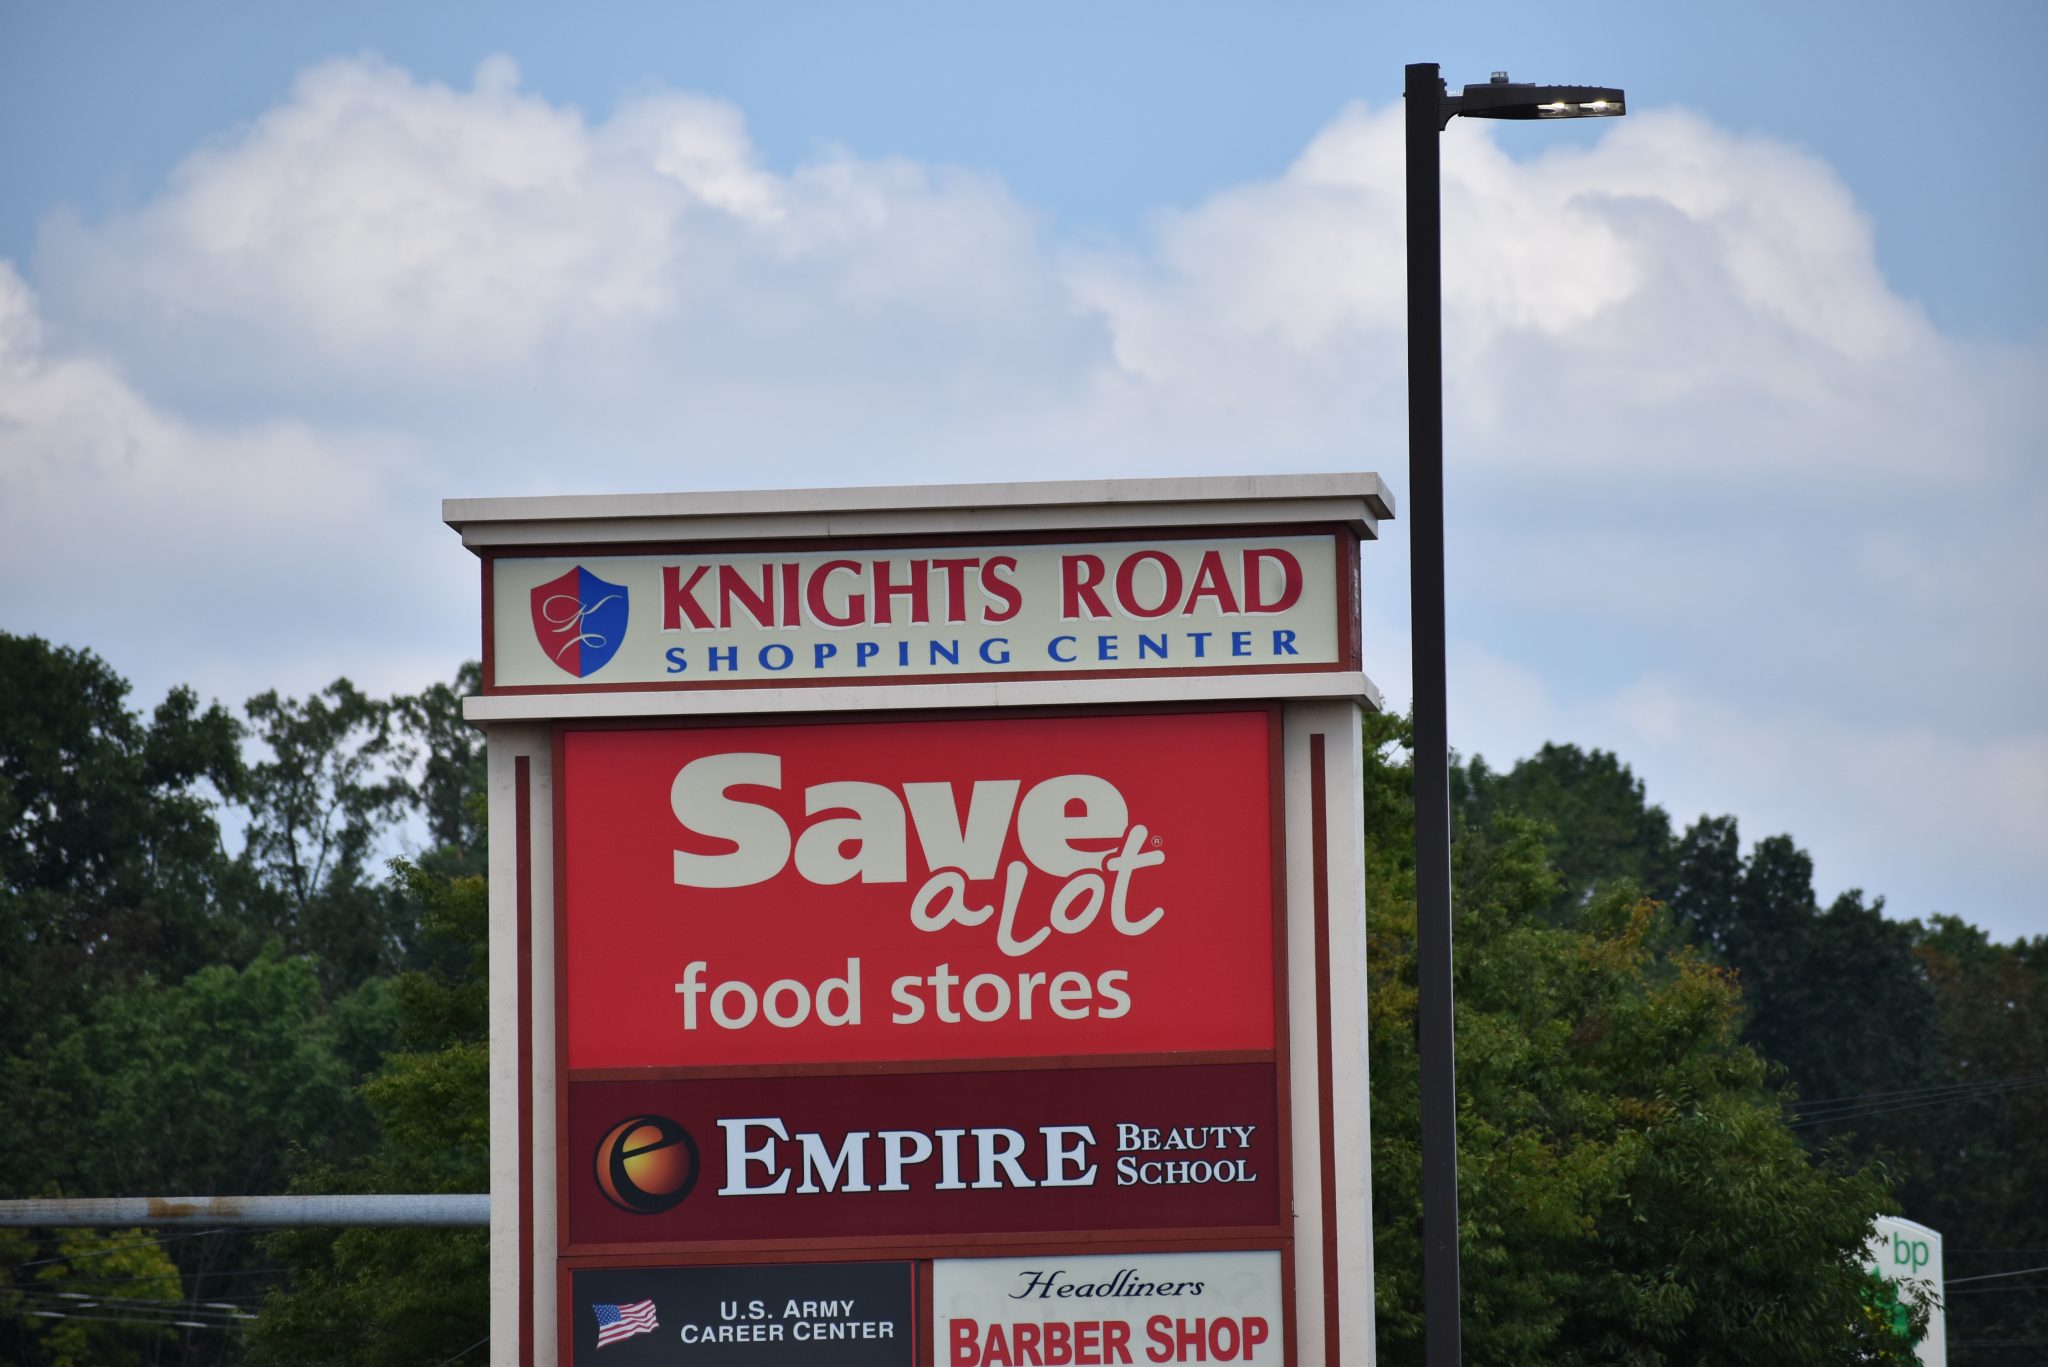 KNIGHTS ROAD
SHOPPING CENTER
Save
a Lot®
food stores
e EMPIRE BEAUTY
SCHOOL
U.S. ARMY
CAREER CENTER
Headliners
BARBER SHOP
bp